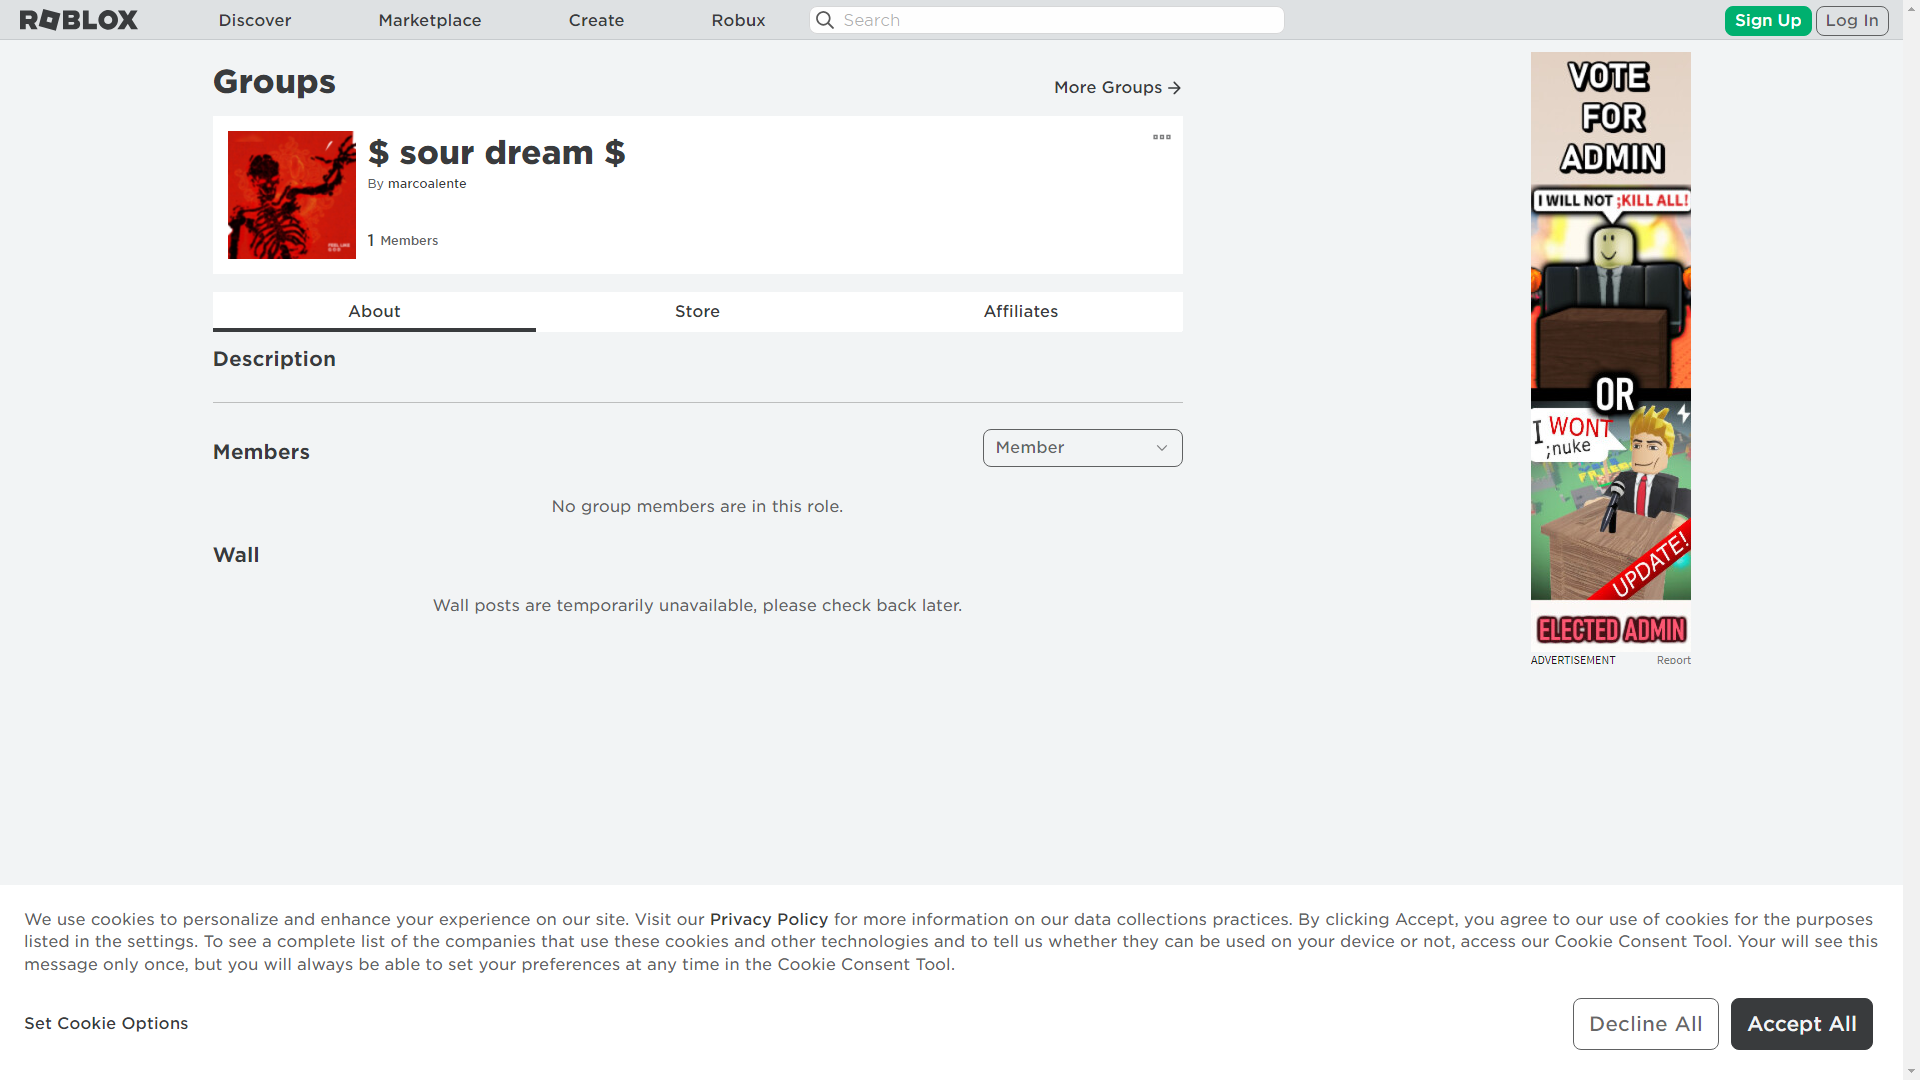 ROBLOX
Discover
Marketplace
Create
Robux
Search
Sign Up
Log In
Groups
More Groups
$ sour dream $
By marcoalente
1 Members
About
Store
Affiliates
Description
Members
Member
No group members are in this role.
Wall
Wall posts are temporarily unavailable, please check back later.
VOTE
FOR
ADMIN
I WILL NOT ;KILL ALL!
OR
I WONT
;nuke
UPDATE!
ELECTED ADMIN
ADVERTISEMENT
Report
We use cookies to personalize and enhance your experience on our site. Visit our Privacy Policy for more information on our data collections practices. By clicking Accept, you agree to our use of cookies for the purposes
listed in the settings. To see a complete list of the companies that use these cookies and other technologies and to tell us whether they can be used on your device or not, access our Cookie Consent Tool. Your will see this
message only once, but you will always be able to set your preferences at any time in the Cookie Consent Tool.
Set Cookie Options
Decline All
Accept All